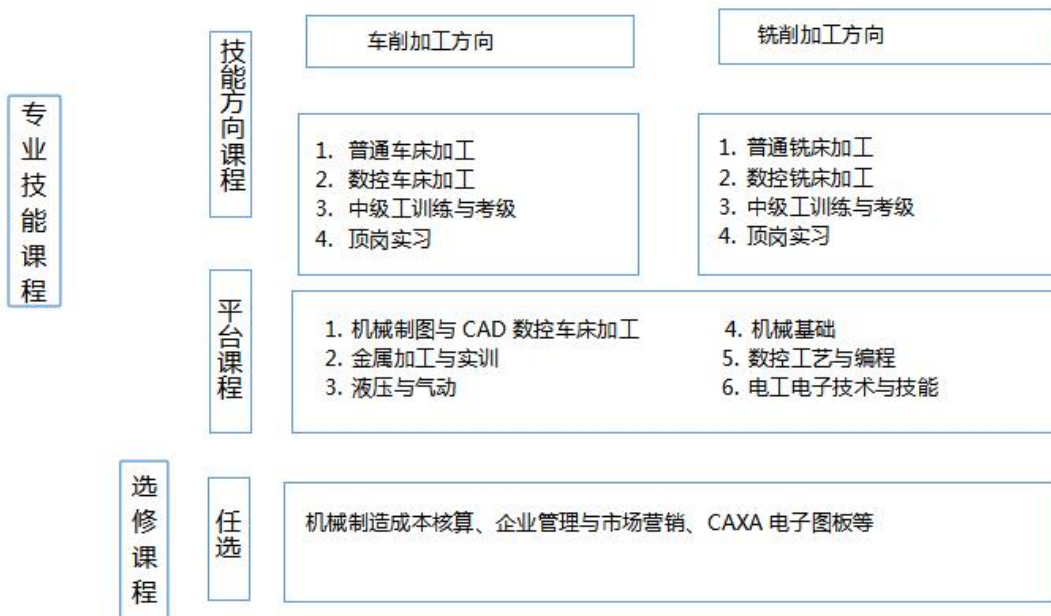 专业技能课程
技能方向课程
车削加工方向
铣削加工方向
1. 普通车床加工
2. 数控车床加工
3. 中级工训练与考级
4. 顶岗实习
1. 普通铣床加工
2. 数控铣床加工
3. 中级工训练与考级
4. 顶岗实习
平台课程
1. 机械制图与 CAD 数控车床加工
2. 金属加工与实训
3. 液压与气动
4. 机械基础
5. 数控工艺与编程
6. 电工电子技术与技能
选修课程
任选
机械制造成本核算、企业管理与市场营销、CAXA 电子图板等